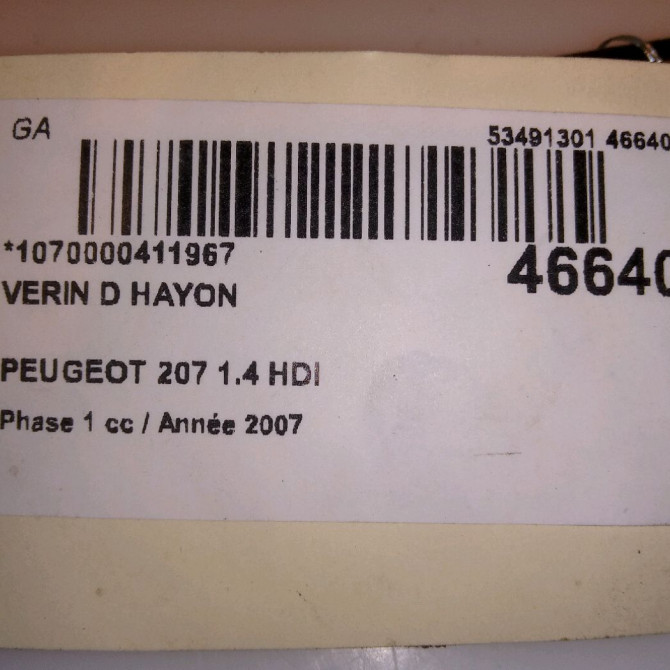 GA
53491301 46640
*1070000411967
46640
VERIN D HAYON
PEUGEOT 207 1.4 HDI
Phase 1 cc / Année 2007